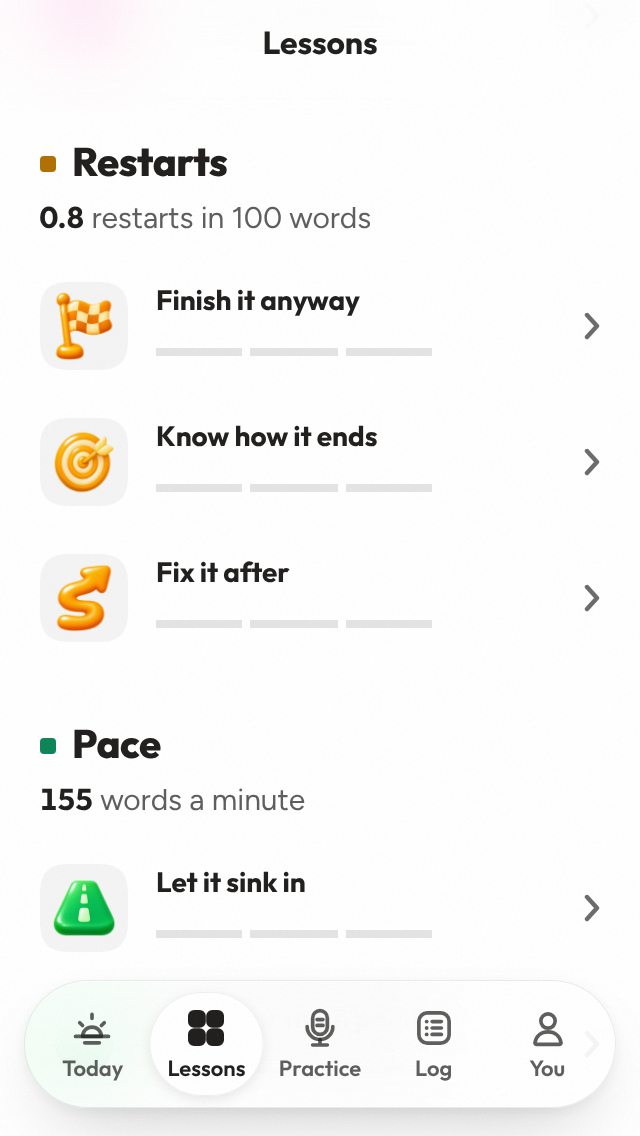 Lessons
Restarts
0.8 restarts in 100 words
Finish it anyway
Know how it ends
Fix it after
Pace
155 words a minute
Let it sink in
Today
Lessons
Practice
Log
You